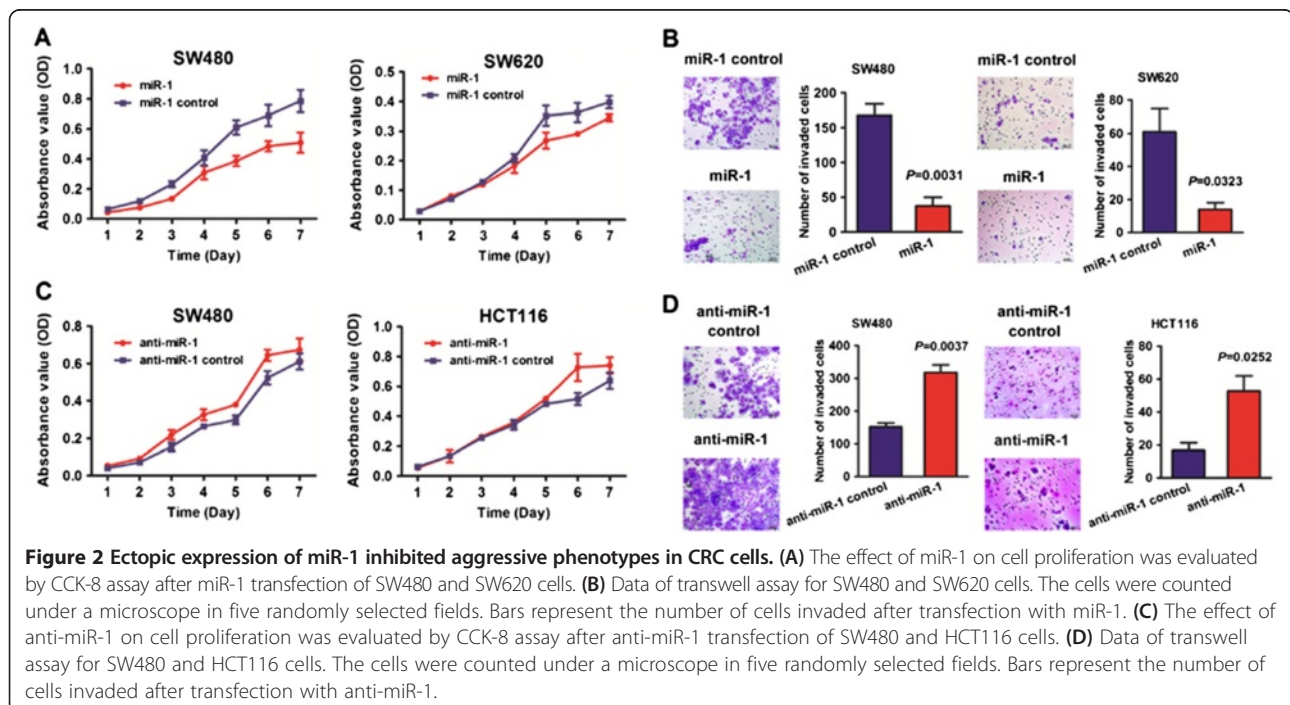 A
SW480
miR-1
miR-1 control
Absorbance value (OD)
1.0
0.8
0.6
0.4
0.2
0.0
1 2 3 4 5 6 7
Time (Day)
SW620
miR-1
miR-1 control
Absorbance value (OD)
0.5
0.4
0.3
0.2
0.1
0.0
1 2 3 4 5 6 7
Time (Day)
B
miR-1 control
miR-1
SW480
Number of invaded cells
200
150
100
50
0
P=0.0031
miR-1 control
miR-1
miR-1 control
miR-1
SW620
Number of invaded cells
80
60
40
20
0
P=0.0323
miR-1 control
miR-1
C
SW480
anti-miR-1
anti-miR-1 control
Absorbance value (OD)
0.8
0.6
0.4
0.2
0.0
1 2 3 4 5 6 7
Time (Day)
HCT116
anti-miR-1
anti-miR-1 control
Absorbance value (OD)
1.0
0.8
0.6
0.4
0.2
0.0
1 2 3 4 5 6 7
Time (Day)
D
anti-miR-1
control
anti-miR-1
SW480
Number of invaded cells
400
300
200
100
0
P=0.0037
anti-miR-1 control
anti-miR-1
anti-miR-1
control
anti-miR-1
HCT116
Number of invaded cells
80
60
40
20
0
P=0.0252
anti-miR-1 control
anti-miR-1
Figure 2 Ectopic expression of miR-1 inhibited aggressive phenotypes in CRC cells. (A) The effect of miR-1 on cell proliferation was evaluated
by CCK-8 assay after miR-1 transfection of SW480 and SW620 cells. (B) Data of transwell assay for SW480 and SW620 cells. The cells were counted
under a microscope in five randomly selected fields. Bars represent the number of cells invaded after transfection with miR-1. (C) The effect of
anti-miR-1 on cell proliferation was evaluated by CCK-8 assay after anti-miR-1 transfection of SW480 and HCT116 cells. (D) Data of transwell
assay for SW480 and HCT116 cells. The cells were counted under a microscope in five randomly selected fields. Bars represent the number of
cells invaded after transfection with anti-miR-1.